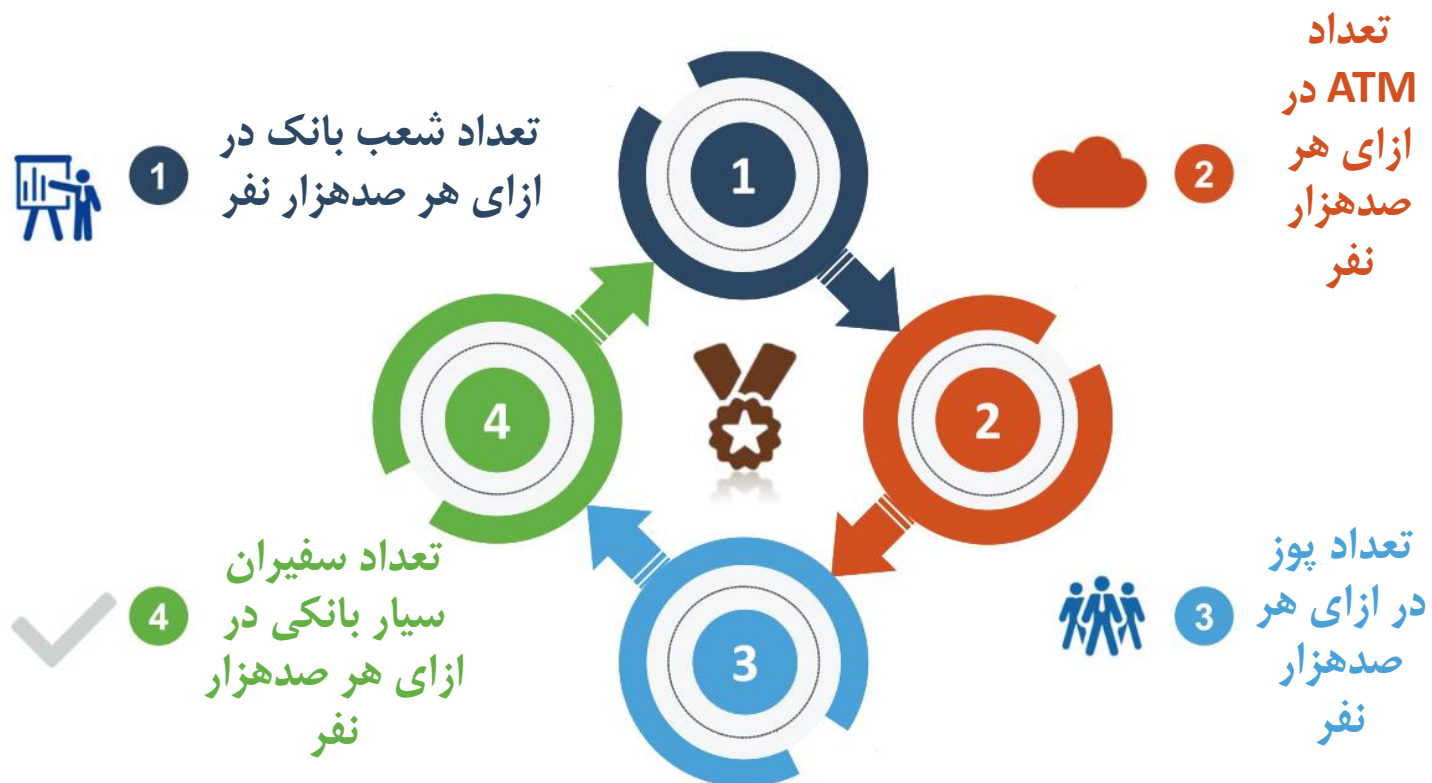 تعداد شعب بانک در
ازای هر صدهزار نفر
1
1
تعداد
ATM در
ازای هر
صدهزار
نفر
2
2
تعداد پوز
در ازای هر
صدهزار
نفر
3
3
تعداد سفیران
سیار بانکی در
ازای هر صدهزار
نفر
4
4